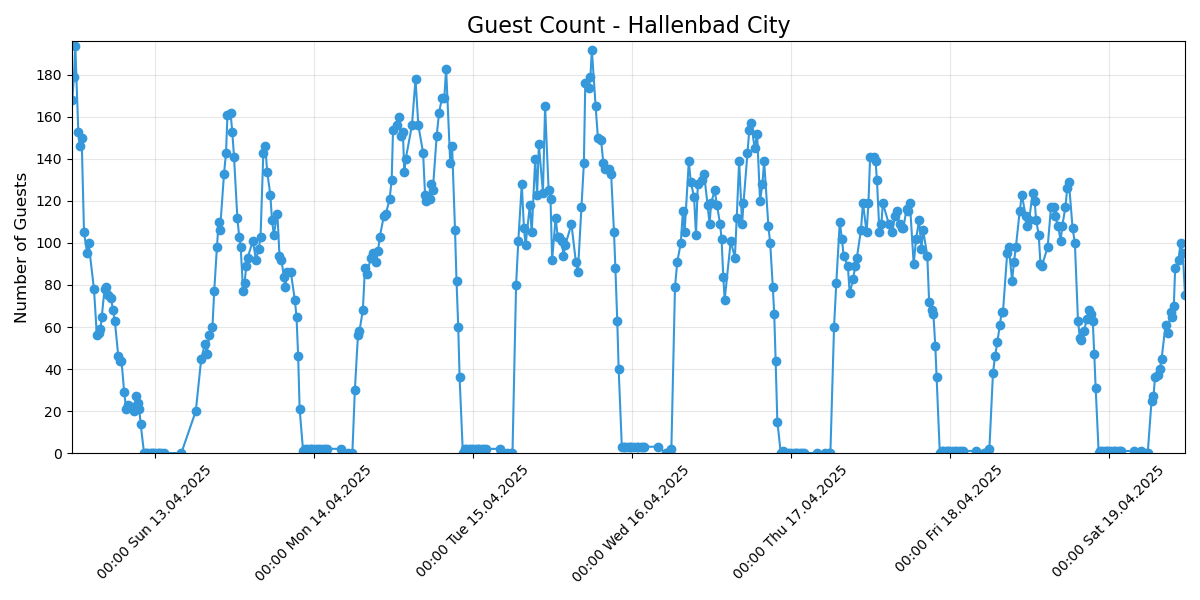 Guest Count - Hallenbad City
Number of Guests
180
160
140
120
100
80
60
40
20
0
00:00 Sun 13.04.2025
00:00 Mon 14.04.2025
00:00 Tue 15.04.2025
00:00 Wed 16.04.2025
00:00 Thu 17.04.2025
00:00 Fri 18.04.2025
00:00 Sat 19.04.2025